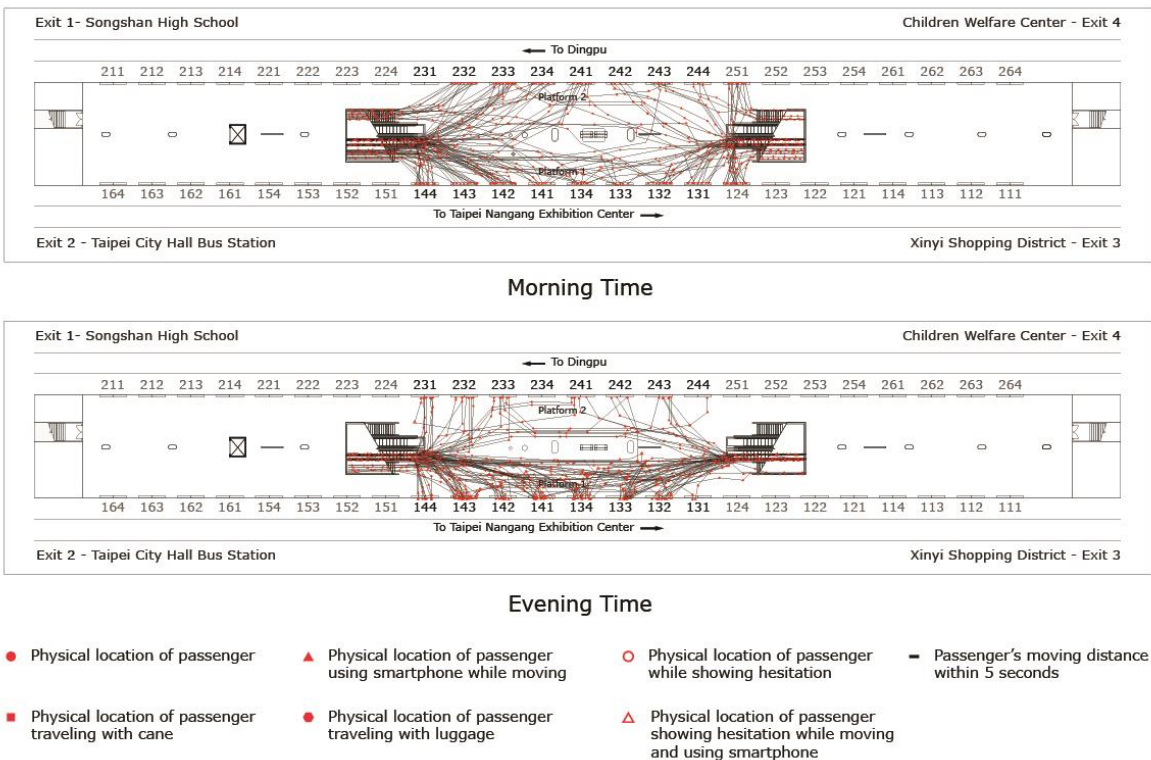 Exit 1- Songshan High School Children Welfare Center - Exit 4
To Dingpu
211 212 213 214 221 222 223 224 231 232 233 234 241 242 243 244 251 252 253 254 261 262 263 264
Platform 2
Platform 1
164 163 162 161 154 153 152 151 144 143 142 141 134 133 132 131 124 123 122 121 114 113 112 111
To Taipei Nangang Exhibition Center
Exit 2 - Taipei City Hall Bus Station Xinyi Shopping District - Exit 3
Morning Time
Exit 1- Songshan High School Children Welfare Center - Exit 4
To Dingpu
211 212 213 214 221 222 223 224 231 232 233 234 241 242 243 244 251 252 253 254 261 262 263 264
Platform 2
Platform 1
164 163 162 161 154 153 152 151 144 143 142 141 134 133 132 131 124 123 122 121 114 113 112 111
To Taipei Nangang Exhibition Center
Exit 2 - Taipei City Hall Bus Station Xinyi Shopping District - Exit 3
Evening Time
Physical location of passenger
Physical location of passenger
using smartphone while moving
Physical location of passenger
while showing hesitation
Passenger's moving distance
within 5 seconds
Physical location of passenger
traveling with cane
Physical location of passenger
traveling with luggage
Physical location of passenger
showing hesitation while moving
and using smartphone